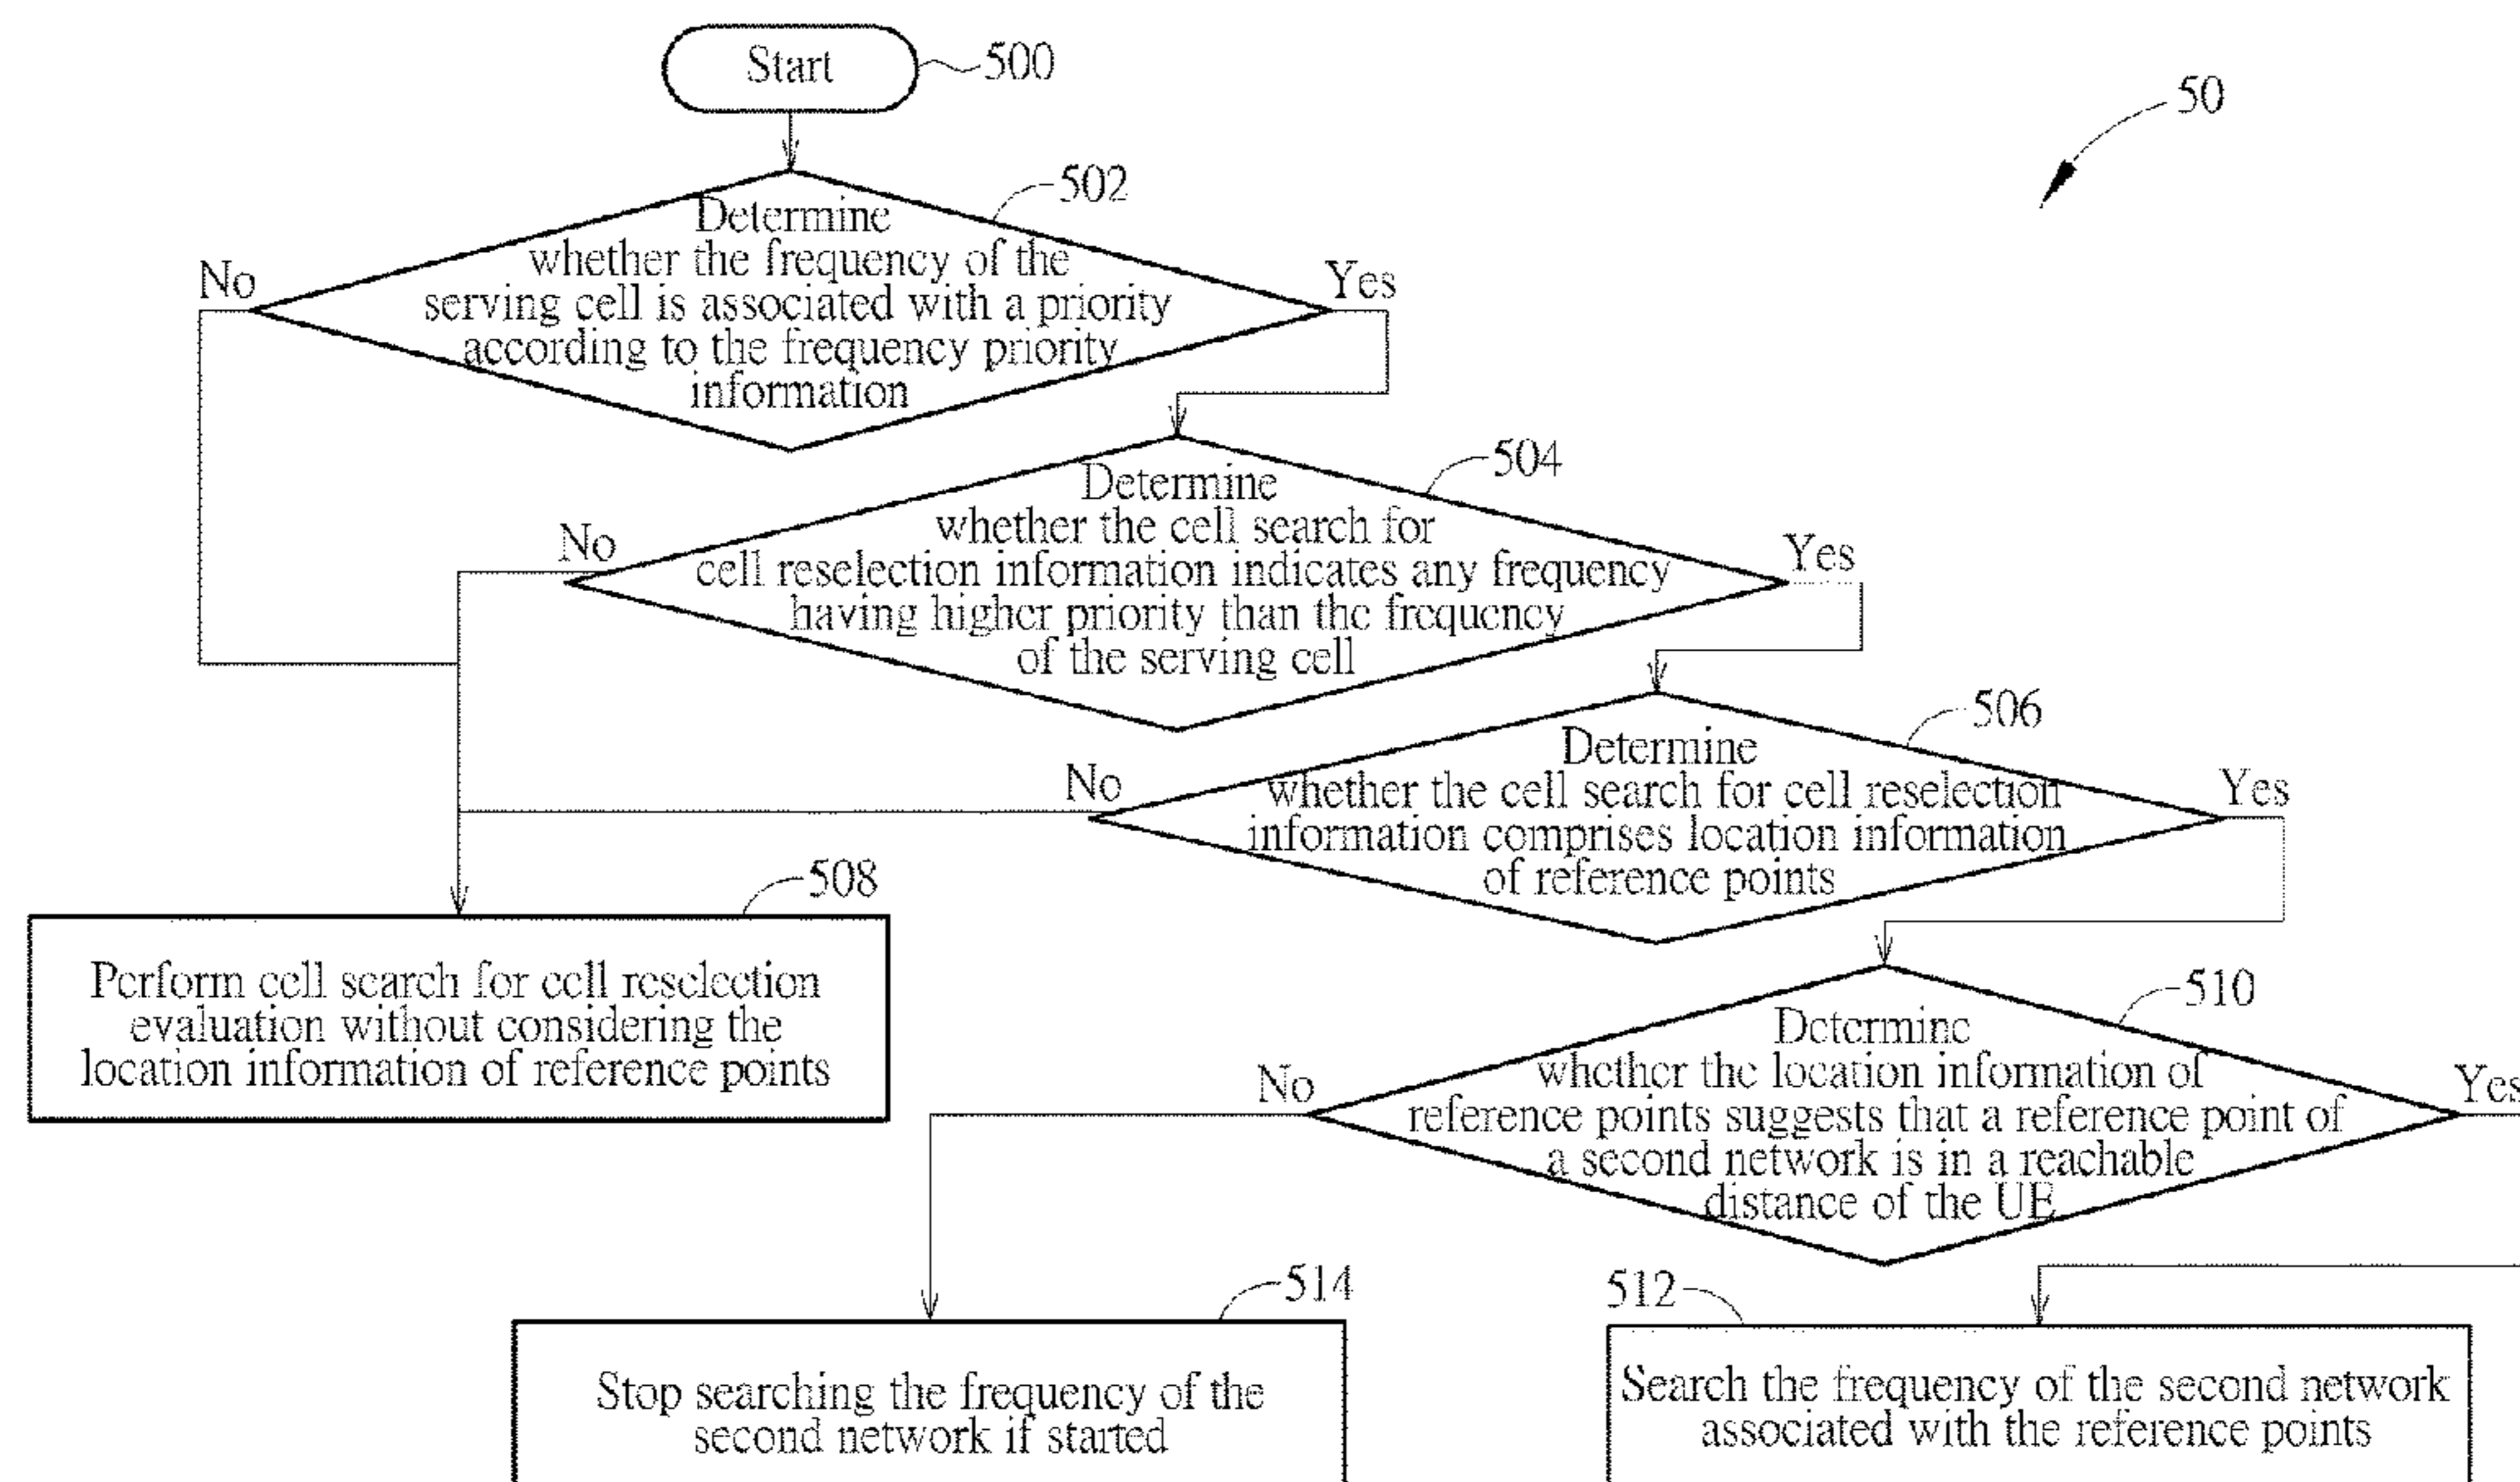 Start
500
50
502
Determine
whether the frequency of the
serving cell is associated with a priority
according to the frequency priority
information
No
Yes
504
Determine
whether the cell search for
cell reselection information indicates any frequency
having higher priority than the frequency
of the serving cell
No
Yes
506
Determine
whether the cell search for cell reselection
information comprises location information
of reference points
No
Yes
508
Perform cell search for cell reselection
evaluation without considering the
location information of reference points
510
Determine
whether the location information of
reference points suggests that a reference point of
a second network is in a reachable
distance of the UE
No
Yes
514
Stop searching the frequency of the
second network if started
512
Search the frequency of the second network
associated with the reference points